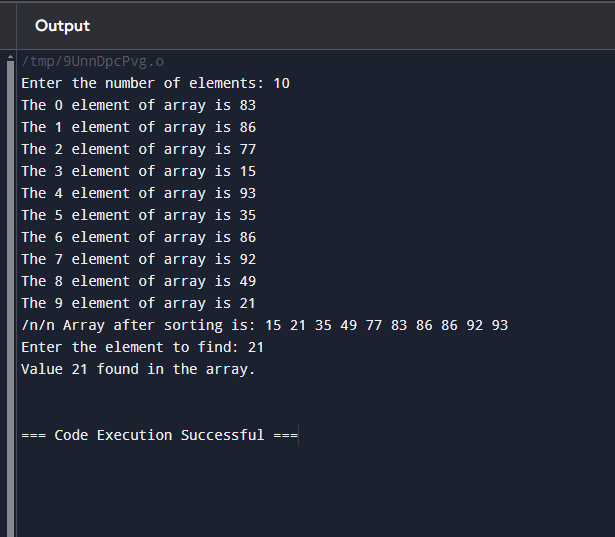 Output
/tmp/9UnnDpcPvg.o
Enter the number of elements: 10
The 0 element of array is 83
The 1 element of array is 86
The 2 element of array is 77
The 3 element of array is 15
The 4 element of array is 93
The 5 element of array is 35
The 6 element of array is 86
The 7 element of array is 92
The 8 element of array is 49
The 9 element of array is 21
/n/n Array after sorting is: 15 21 35 49 77 83 86 86 92 93
Enter the element to find: 21
Value 21 found in the array.
=== Code Execution Successful ===